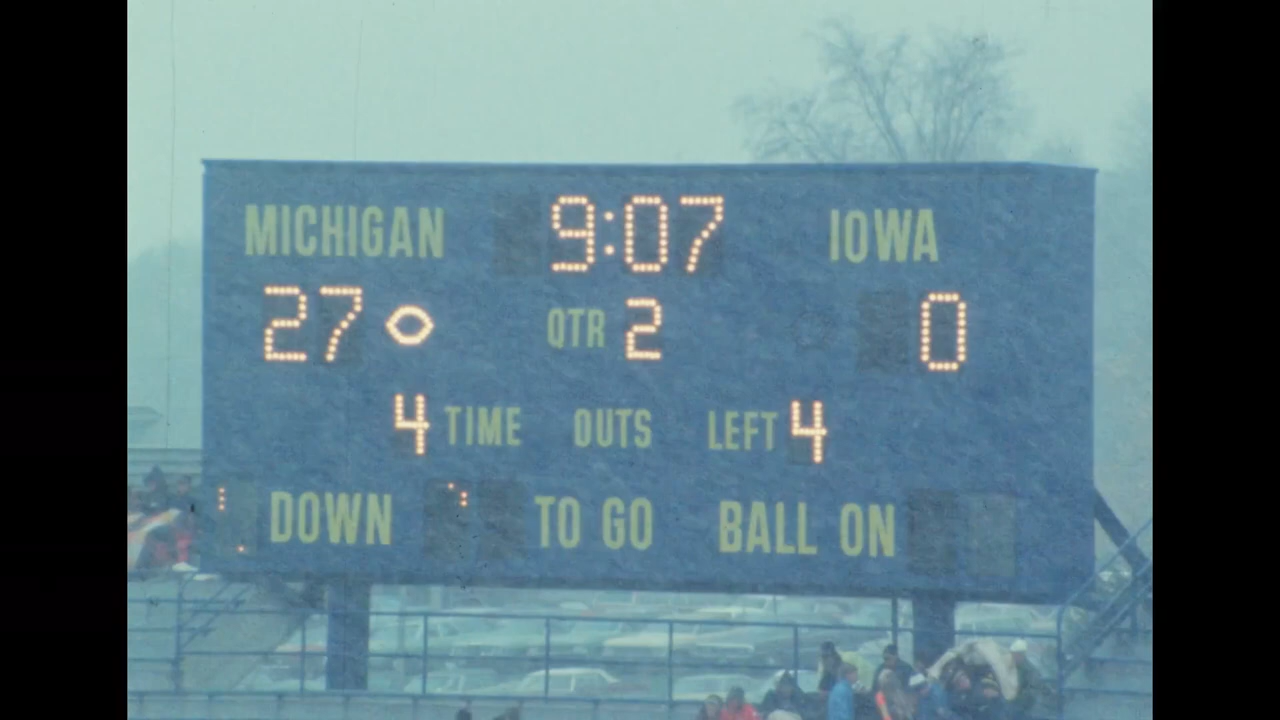 MICHIGAN 9:07 IOWA
27 QTR 2 0
4 TIME OUTS LEFT 4
DOWN TO GO BALL ON